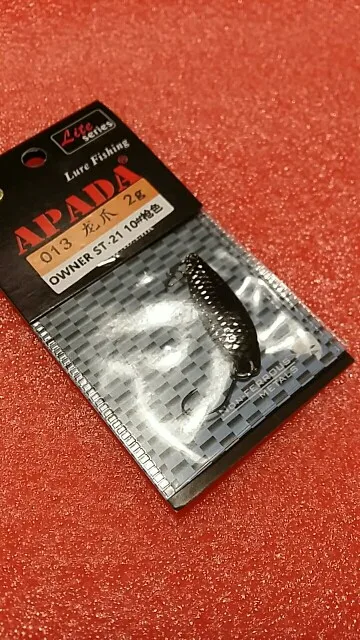 Lite
series
Lure Fishing
APADA®
013 龙爪 2g
OWNER ST-21 10#枪色
NON-FERROUS
METALS